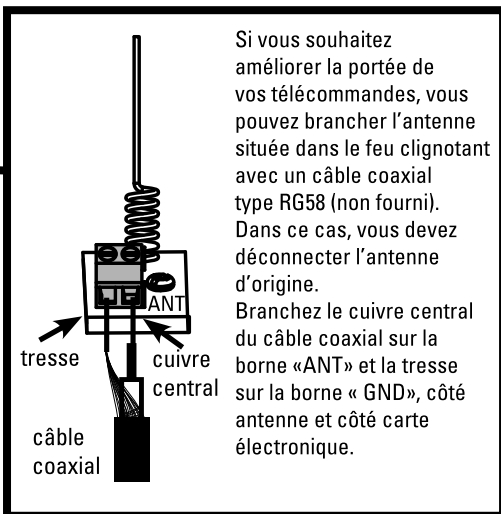 Si vous souhaitez
améliorer la portée de
vos télécommandes, vous
pouvez brancher l'antenne
située dans le feu clignotant
avec un câble coaxial
type RG58 (non fourni).
Dans ce cas, vous devez
déconnecter l'antenne
d'origine.
Branchez le cuivre central
du câble coaxial sur la
borne «ANT» et la tresse
sur la borne « GND», côté
antenne et côté carte
électronique.
ANT
tresse
cuivre
central
câble
coaxial